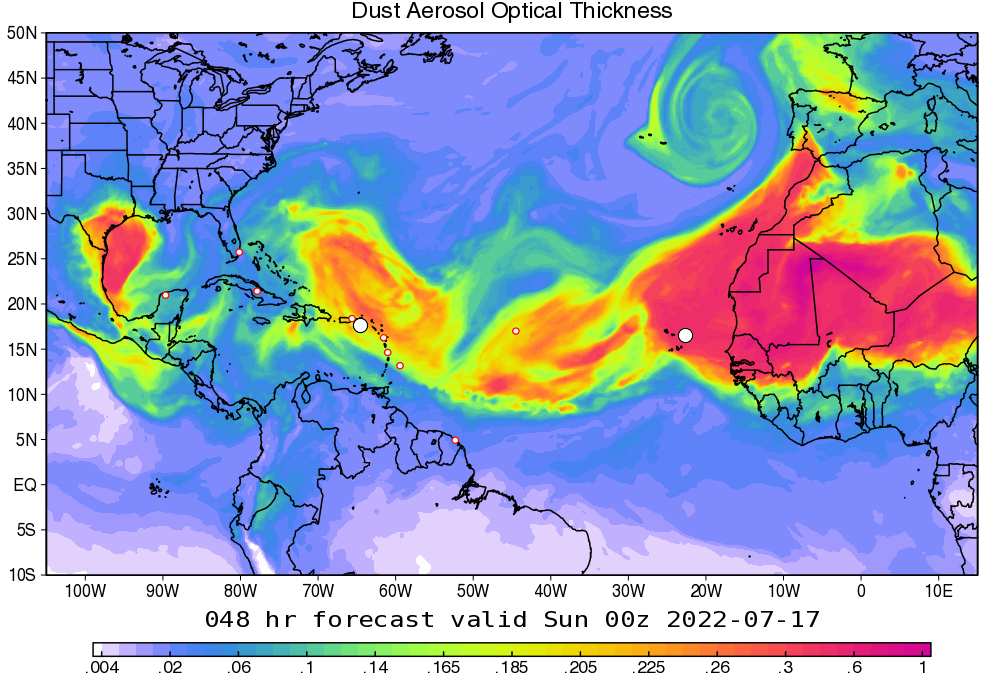 Dust Aerosol Optical Thickness
50N
45N
40N
35N
30N
25N
20N
15N
10N
5N
EQ
5S
10S
100W 90W 80W 70W 60W 50W 40W 30W 20W 10W 0 10E
048 hr forecast valid Sun 00z 2022-07-17
.004 .02 .06 .1 .14 .165 .185 .205 .225 .26 .3 .6 1